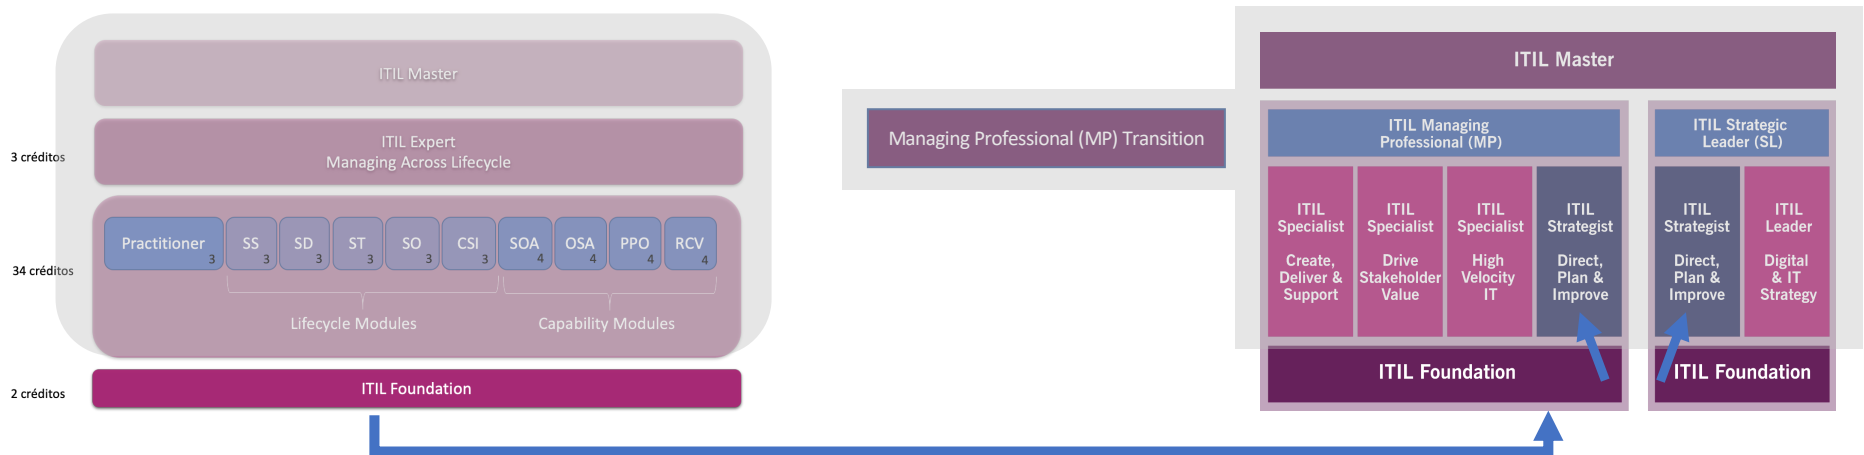 ITIL Master
3 créditos
ITIL Expert
Managing Across Lifecycle
34 créditos
Practitioner
3
SS
3
SD
3
ST
3
SO
3
CSI
3
SOA
4
OSA
4
PPO
4
RCV
4
Lifecycle Modules
Capability Modules
2 créditos
ITIL Foundation
Managing Professional (MP) Transition
ITIL Master
ITIL Managing
Professional (MP)
ITIL
Specialist
Create,
Deliver &
Support
ITIL
Specialist
Drive
Stakeholder
Value
ITIL
Specialist
High
Velocity
IT
ITIL
Strategist
Direct,
Plan &
Improve
ITIL Foundation
ITIL Strategic
Leader (SL)
ITIL
Strategist
Direct,
Plan &
Improve
ITIL
Leader
Digital
& IT
Strategy
ITIL Foundation